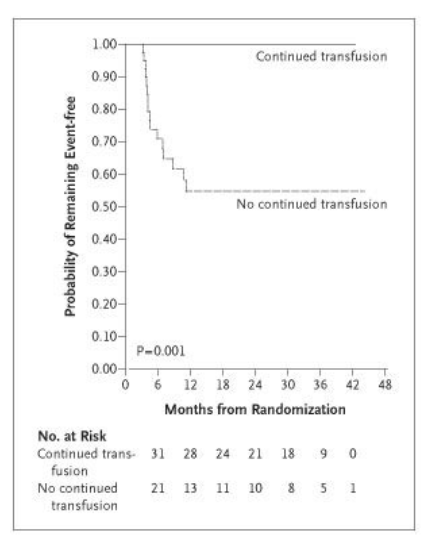 1.00
Continued transfusion
0.90
0.80
0.70
0.60
0.50
No continued transfusion
0.40
0.30
0.20
0.10
P=0.001
0.00
Probability of Remaining Event-free
0 6 12 18 24 30 36 42 48
Months from Randomization
No. at Risk
Continued trans- 31 28 24 21 18 9 0
fusion
No continued 21 13 11 10 8 5 1
transfusion